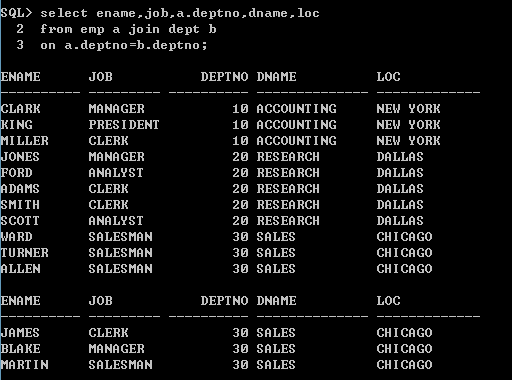 SQL> select ename,job,a.deptno,dname,loc
  2  from emp a join dept b
  3  on a.deptno=b.deptno;
ENAME      JOB           DEPTNO DNAME          LOC
---------- --------- ---------- -------------- -------------
CLARK      MANAGER           10 ACCOUNTING     NEW YORK
KING       PRESIDENT         10 ACCOUNTING     NEW YORK
MILLER     CLERK             10 ACCOUNTING     NEW YORK
JONES      MANAGER           20 RESEARCH       DALLAS
FORD       ANALYST           20 RESEARCH       DALLAS
ADAMS      CLERK             20 RESEARCH       DALLAS
SMITH      CLERK             20 RESEARCH       DALLAS
SCOTT      ANALYST           20 RESEARCH       DALLAS
WARD       SALESMAN          30 SALES          CHICAGO
TURNER     SALESMAN          30 SALES          CHICAGO
ALLEN      SALESMAN          30 SALES          CHICAGO
ENAME      JOB           DEPTNO DNAME          LOC
---------- --------- ---------- -------------- -------------
JAMES      CLERK             30 SALES          CHICAGO
BLAKE      MANAGER           30 SALES          CHICAGO
MARTIN     SALESMAN          30 SALES          CHICAGO